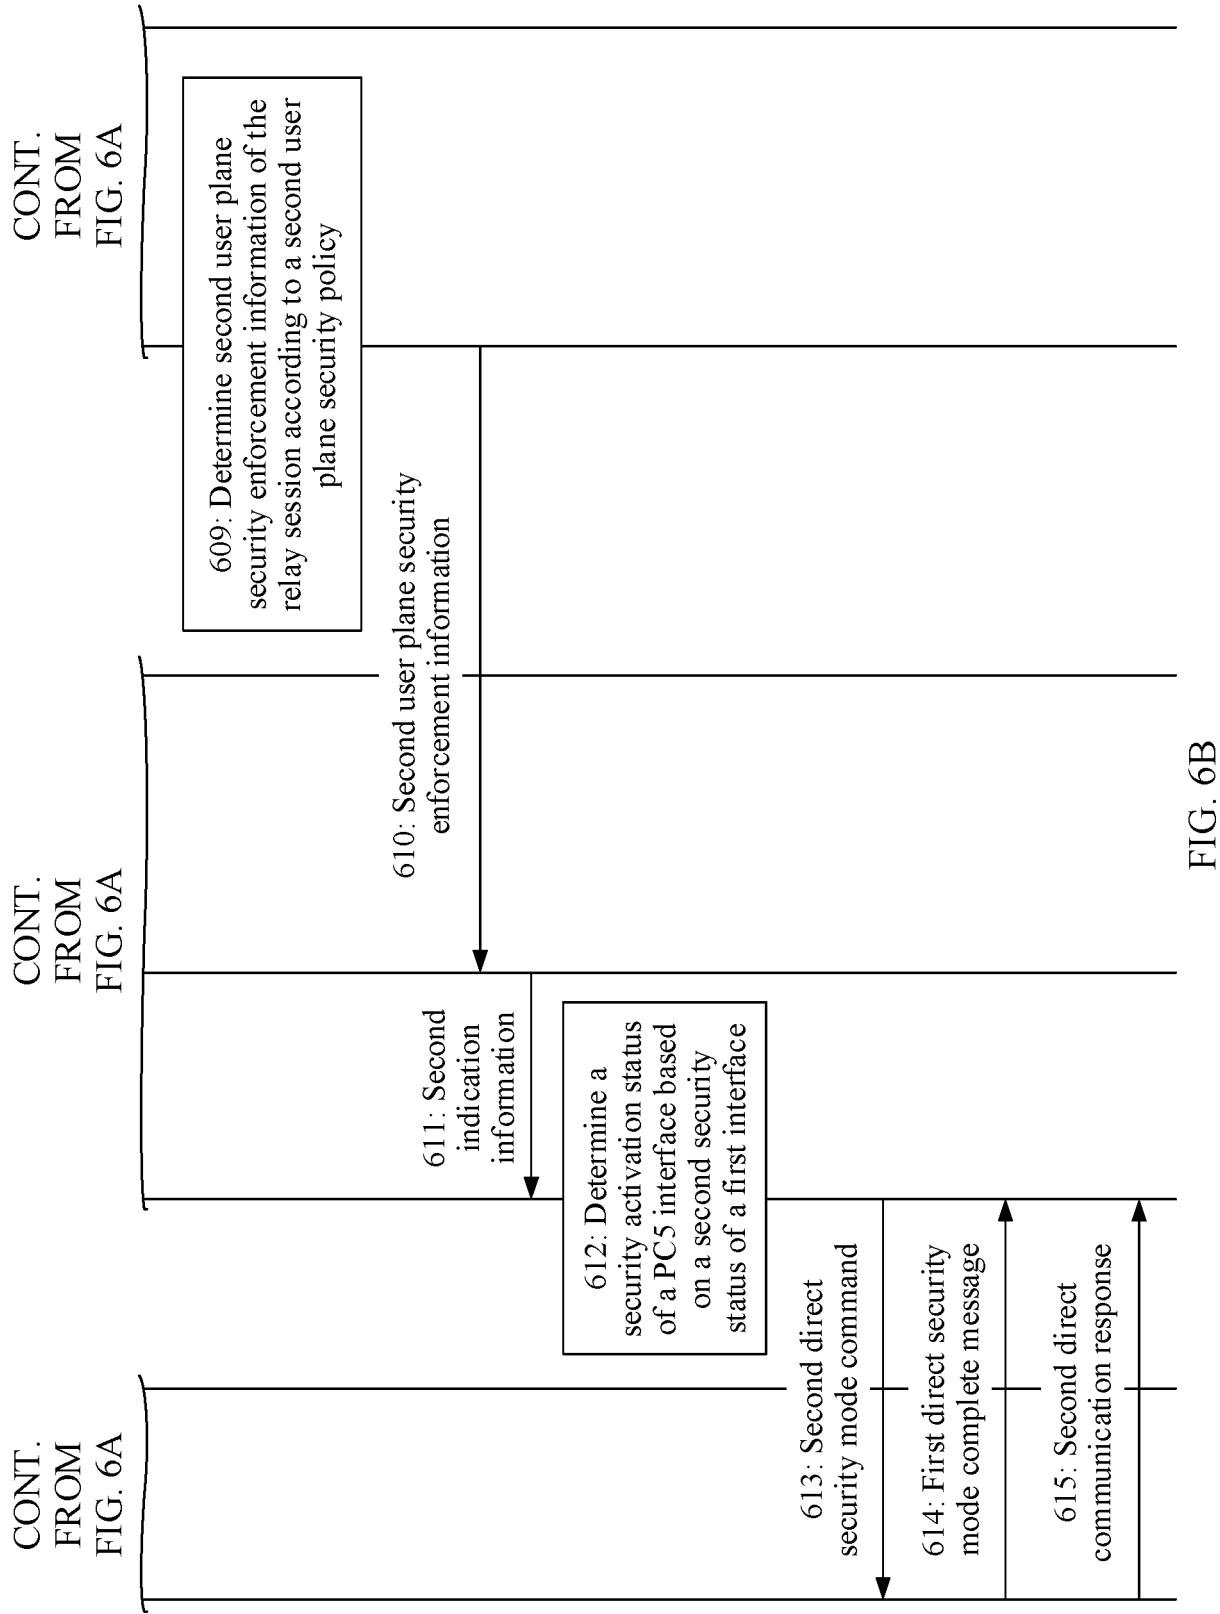 CONT.
FROM
FIG. 6A
CONT.
FROM
FIG. 6A
CONT.
FROM
FIG. 6A
609: Determine second user plane
security enforcement information of the
relay session according to a second user
plane security policy
610: Second user plane security
enforcement information
611: Second
indication
information
612: Determine a
security activation status
of a PC5 interface based
on a second security
status of a first interface
613: Second direct
security mode command
614: First direct security
mode complete message
615: Second direct
communication response
FIG. 6B